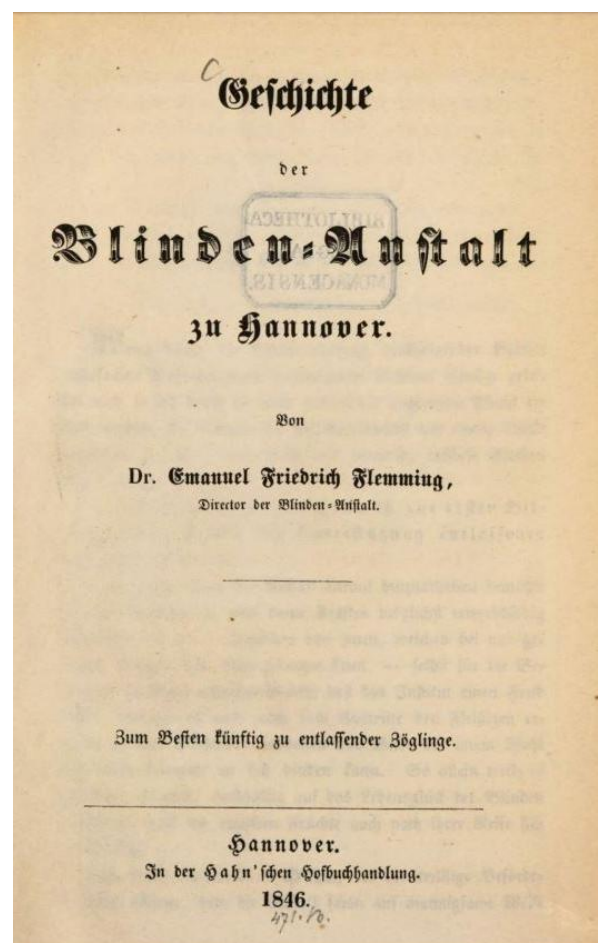 Geschichte
der
Blinden-Anstalt
zu Hannover.
Von
Dr. Emanuel Friedrich Flemming,
Director der Blinden-Anstalt.
Zum Besten künftig zu entlassender Zöglinge.
Hannover.
In der Hahn'schen Hofbuchhandlung.
1846.